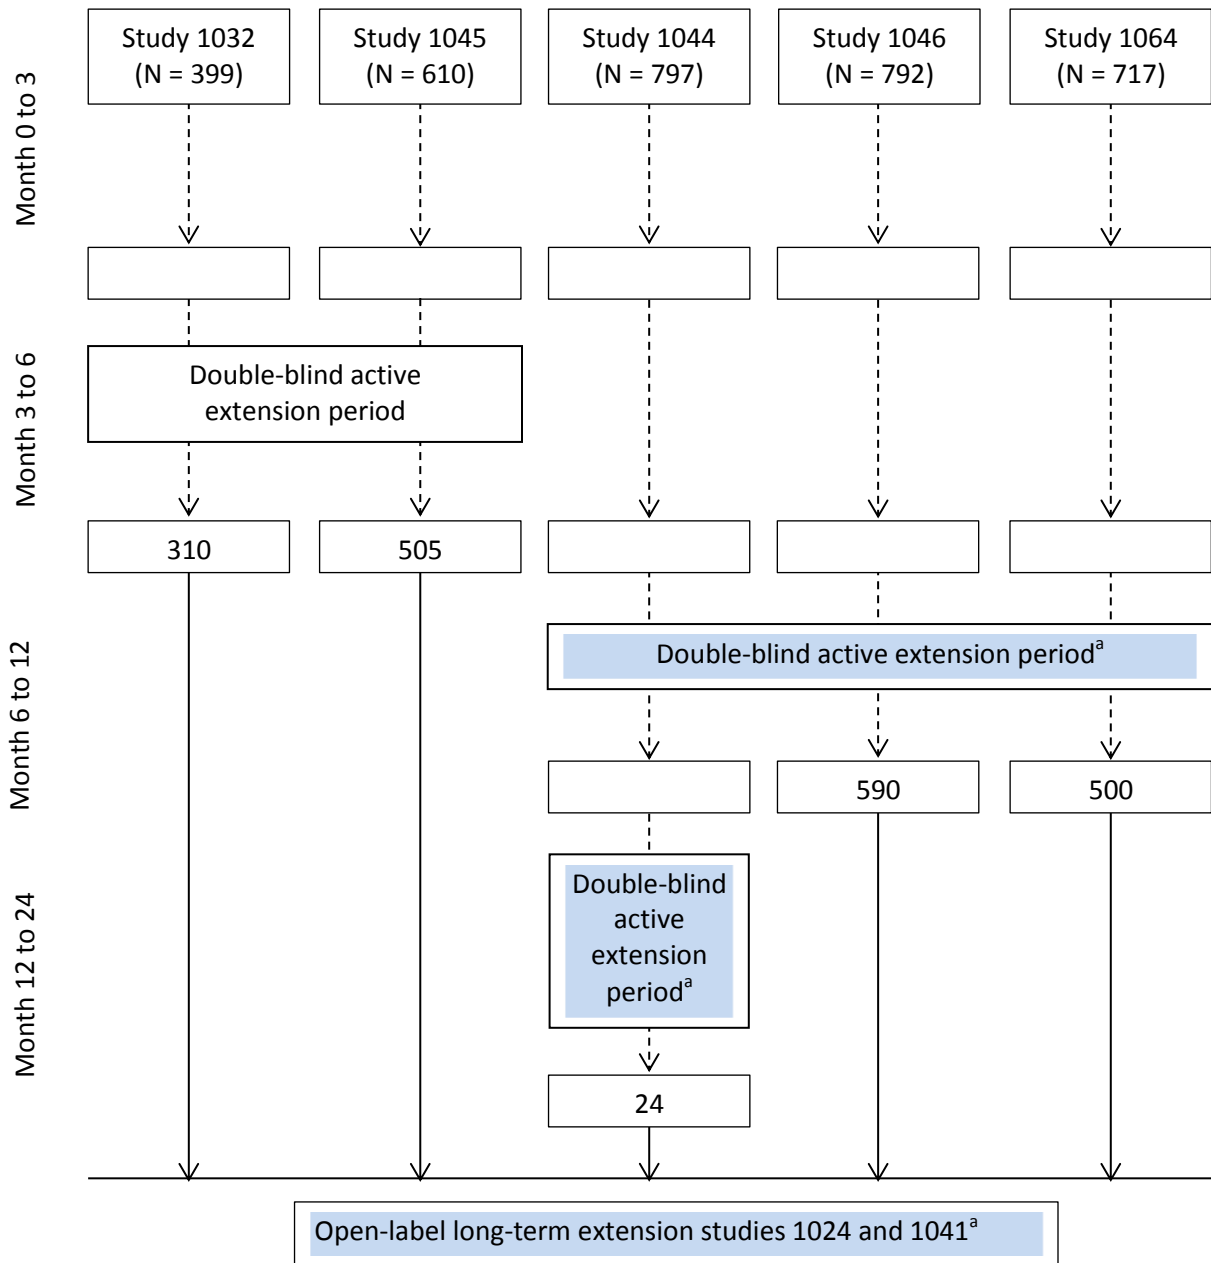 Month 0 to 3
Study 1032
(N = 399)
Study 1045
(N = 610)
Study 1044
(N = 797)
Study 1046
(N = 792)
Study 1064
(N = 717)
Month 3 to 6
Double-blind active
extension period
310
505
Month 6 to 12
Double-blind active extension periodᵃ
590
500
Month 12 to 24
Double-blind
active
extension
periodᵃ
24
Open-label long-term extension studies 1024 and 1041ᵃ